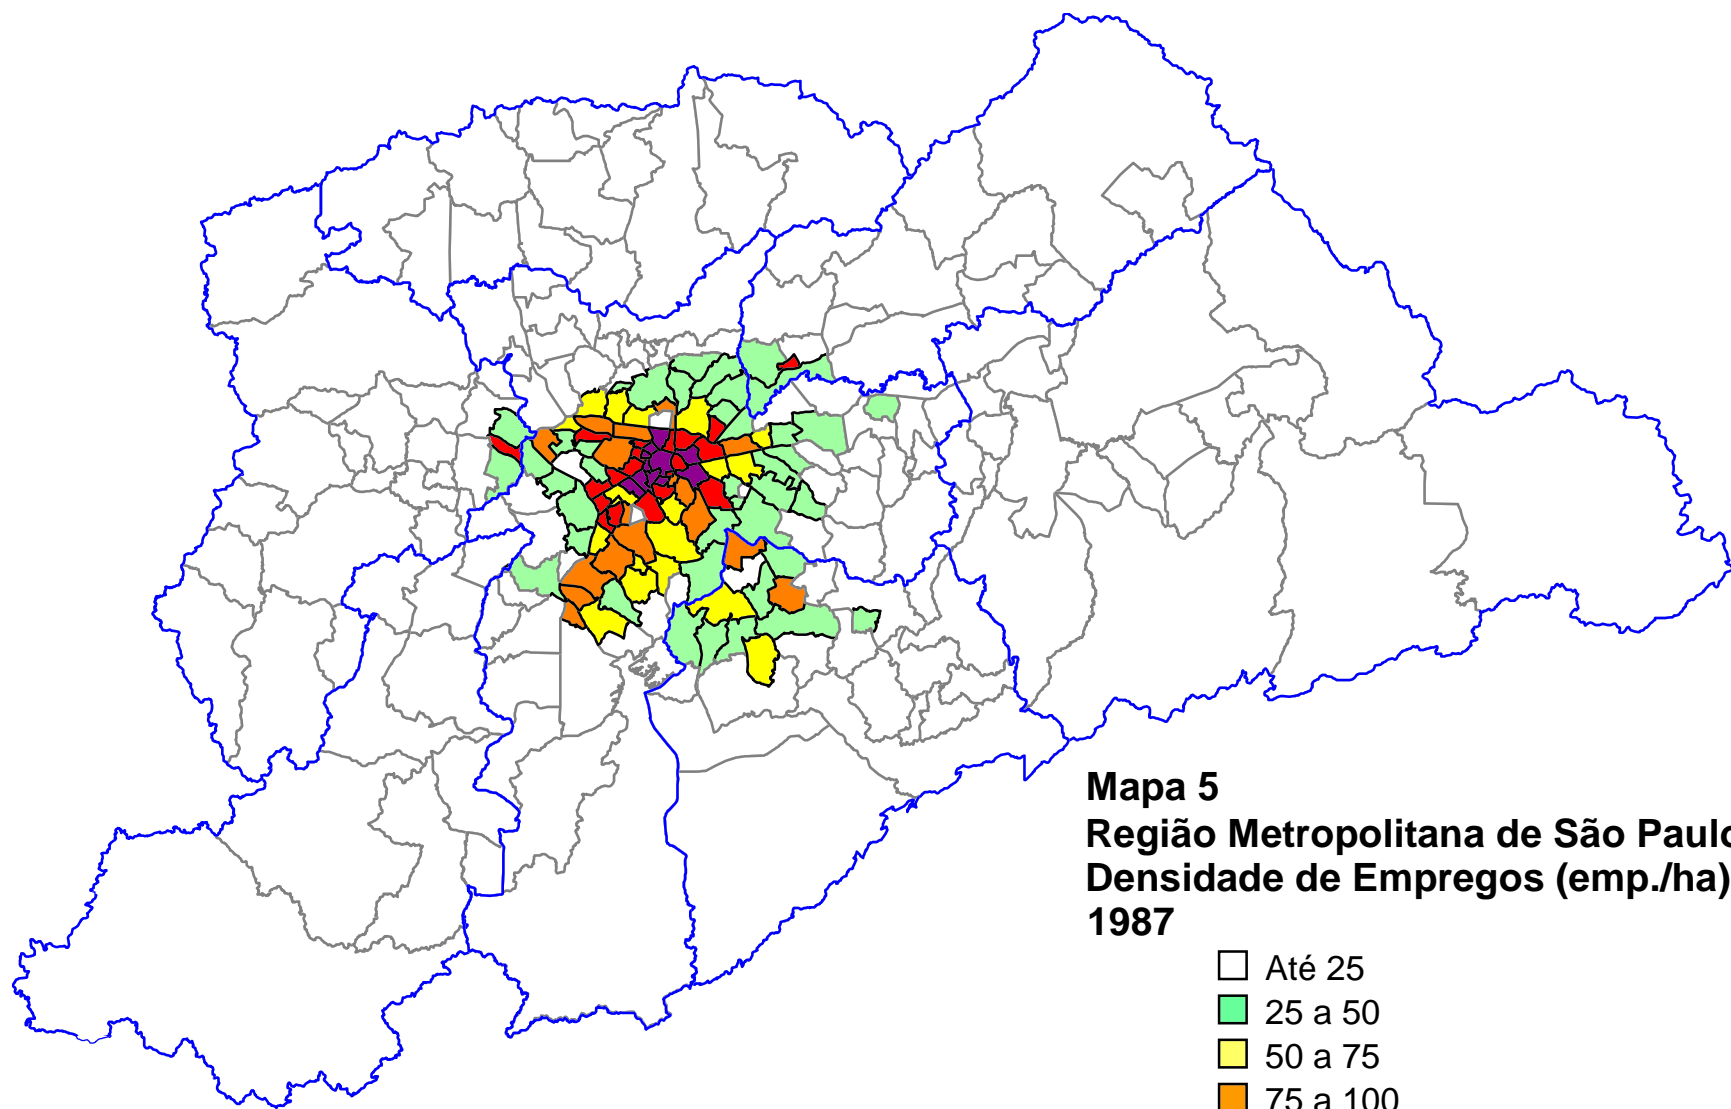 Mapa 5
Região Metropolitana de São Paulo
Densidade de Empregos (emp./ha)
1987
Até 25
25 a 50
50 a 75
75 a 100